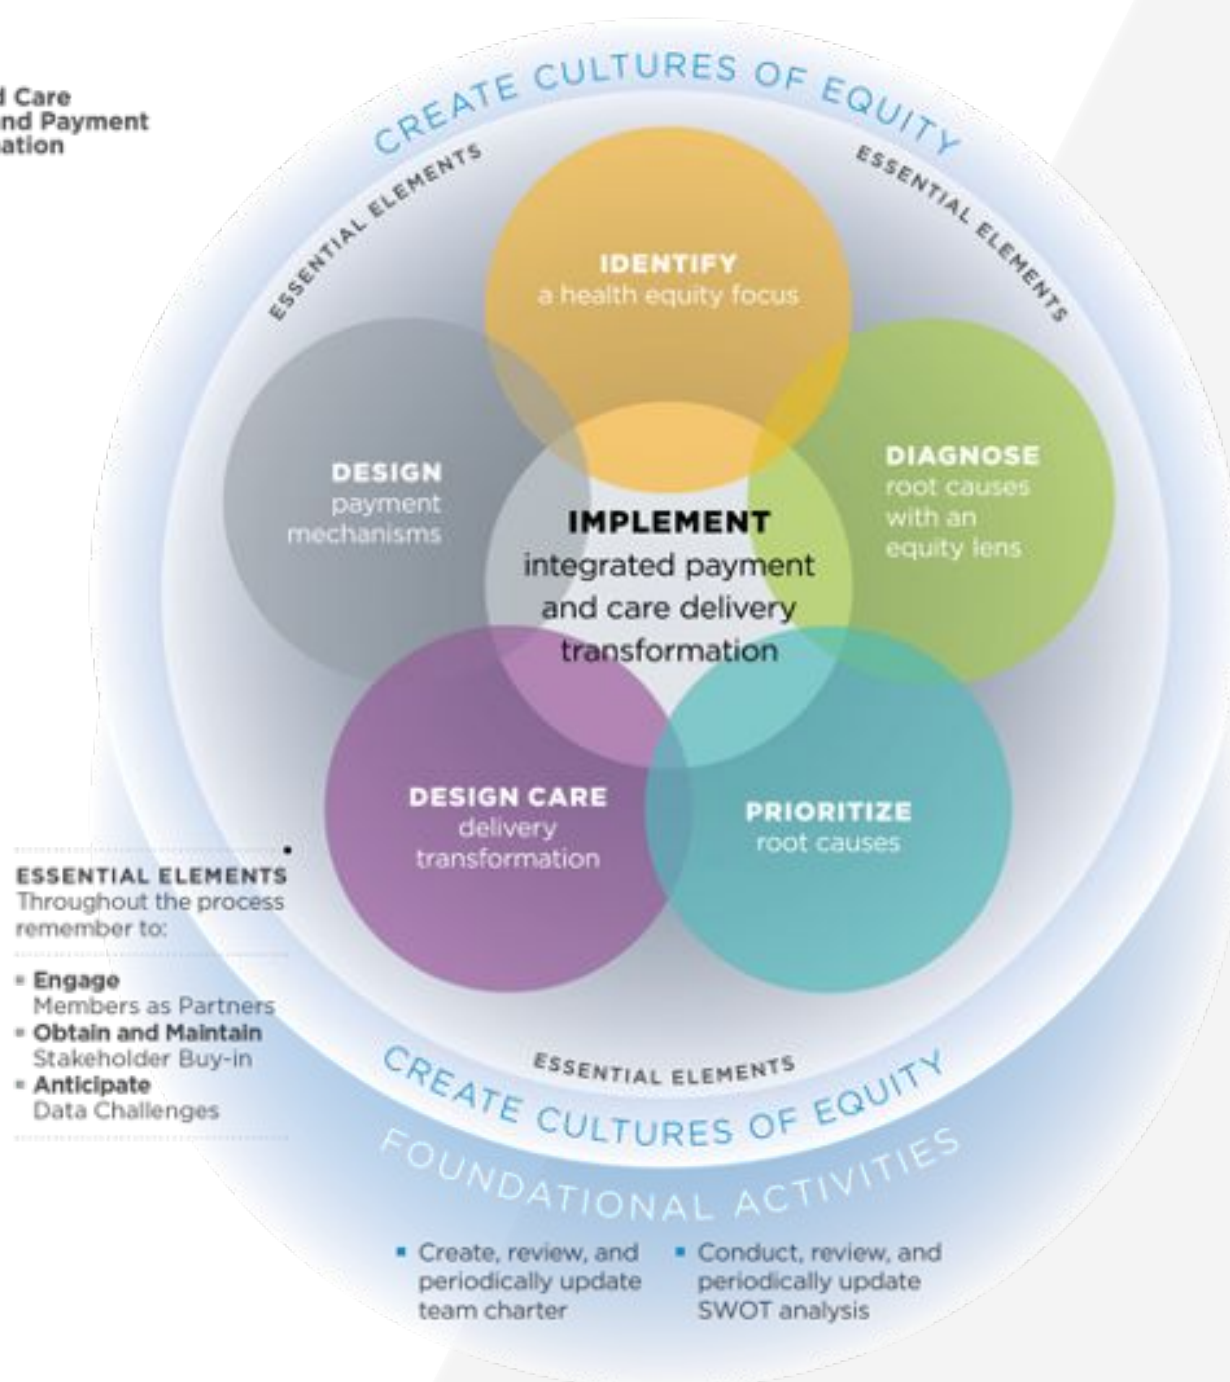 Care
and Payment
CREATE CULTURES OF EQUITY
ESSENTIAL ELEMENTS
ESSENTIAL ELEMENTS
IDENTIFY
a health equity focus
DESIGN
payment
mechanisms
DIAGNOSE
root causes
with an
equity lens
IMPLEMENT
integrated payment
and care delivery
transformation
DESIGN CARE
delivery
transformation
PRIORITIZE
root causes
ESSENTIAL ELEMENTS
Throughout the process
remember to:
▪ Engage
Members as Partners
▪ Obtain and Maintain
Stakeholder Buy-in
▪ Anticipate
Data Challenges
ESSENTIAL ELEMENTS
CREATE CULTURES OF EQUITY
FOUNDATIONAL ACTIVITIES
▪ Create, review, and
periodically update
team charter
▪ Conduct, review, and
periodically update
SWOT analysis